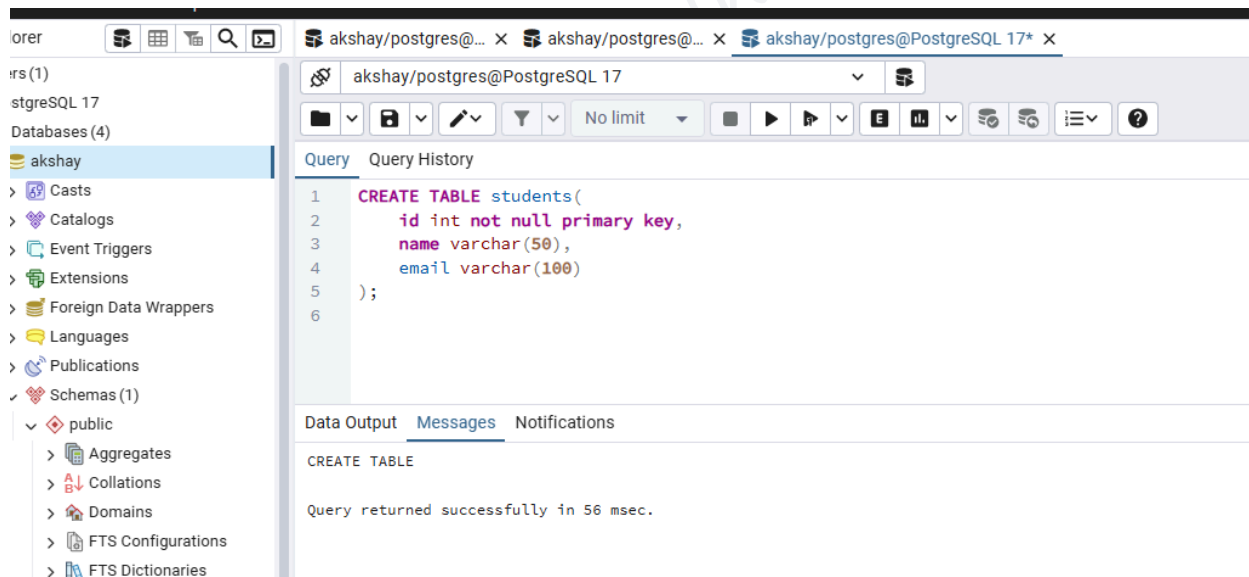 lorer
akshay/postgres@... × akshay/postgres@... × akshay/postgres@PostgreSQL 17* ×
rs (1)
stgreSQL 17
Databases (4)
akshay
Casts
Catalogs
Event Triggers
Extensions
Foreign Data Wrappers
Languages
Publications
Schemas (1)
public
Aggregates
Collations
Domains
FTS Configurations
FTS Dictionaries
akshay/postgres@PostgreSQL 17
No limit
E
Query Query History
1 CREATE TABLE students(
2 id int not null primary key,
3 name varchar(50),
4 email varchar(100)
5 );
6
Data Output Messages Notifications
CREATE TABLE
Query returned successfully in 56 msec.